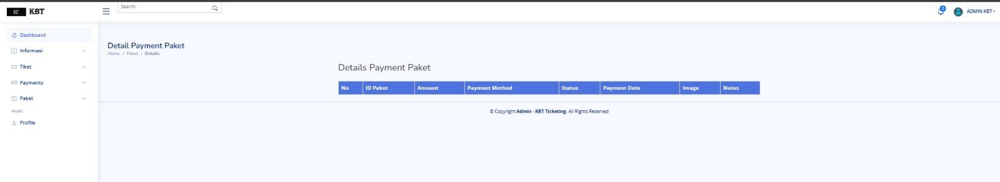 KBT
Search
0
ADMIN KBT
Dashboard
Informasi
Tiket
Payments
Paket
PAGES
Profile
Detail Payment Paket
Home / Paket / Details
Details Payment Paket
No ID Paket Amount Payment Method Status Payment Date Image Notes
© Copyright Admin - KBT Ticketing. All Rights Reserved